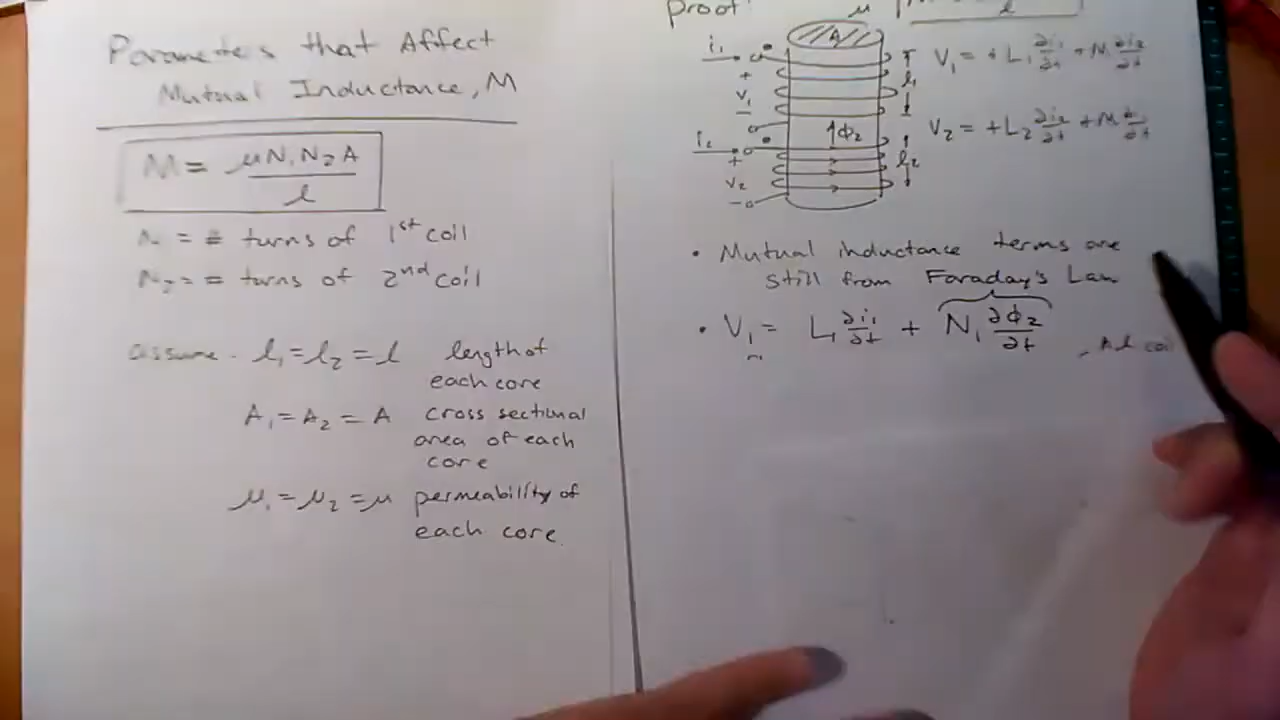 Parameters that Affect
Mutual Inductance, M
M = μN₁N₂A / l
N₁ = # turns of 1st coil
N₂ = # turns of 2nd coil
assume. l₁ = l₂ = l length of
each core
A₁ = A₂ = A cross sectional
area of each
core
μ₁ = μ₂ = μ permeability of
each core.
Proof:
μ
l
A
i₁
+
V₁
-
l₁
V₁ = +L₁ ∂i₁/∂t + M ∂i₂/∂t
↑ϕ₂
i₂
+
V₂
-
l₂
V₂ = +L₂ ∂i₂/∂t + M ∂i₁/∂t
• Mutual inductance terms are
still from Faraday's Law
• V₁ = L₁ ∂i₁/∂t + N₁ ∂ϕ₂/∂t